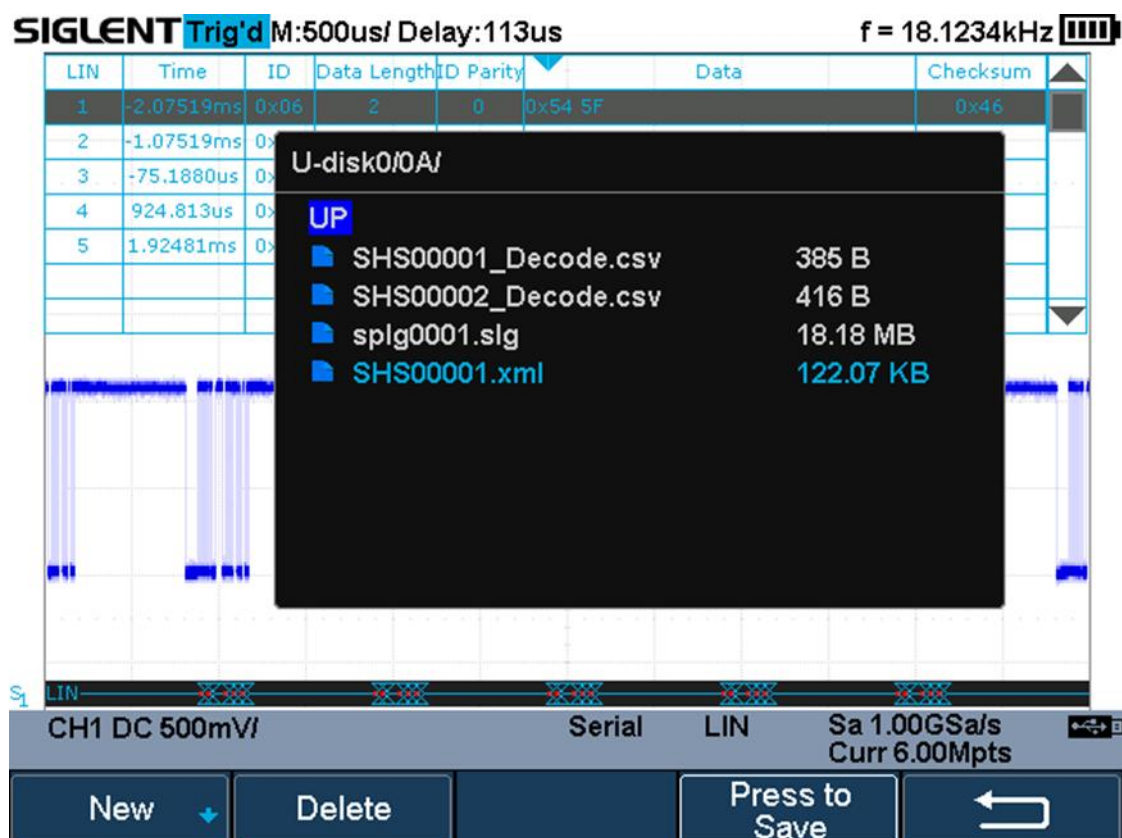 SIGLENT Trig'd M:500us/ Delay:113us f = 18.1234kHz
LIN Time ID Data Length ID Parity Data Checksum
1 -2.07519ms 0x06 2 0 0x54 5F 0x46
2 -1.07519ms
3 -75.1880us
4 924.813us
5 1.92481ms
U-disk0/0A/
UP
SHS00001_Decode.csv 385 B
SHS00002_Decode.csv 416 B
splg0001.slg 18.18 MB
SHS00001.xml 122.07 KB
S1 LIN
CH1 DC 500mV/ Serial LIN Sa 1.00GSa/s
Curr 6.00Mpts
New Delete Press to
Save